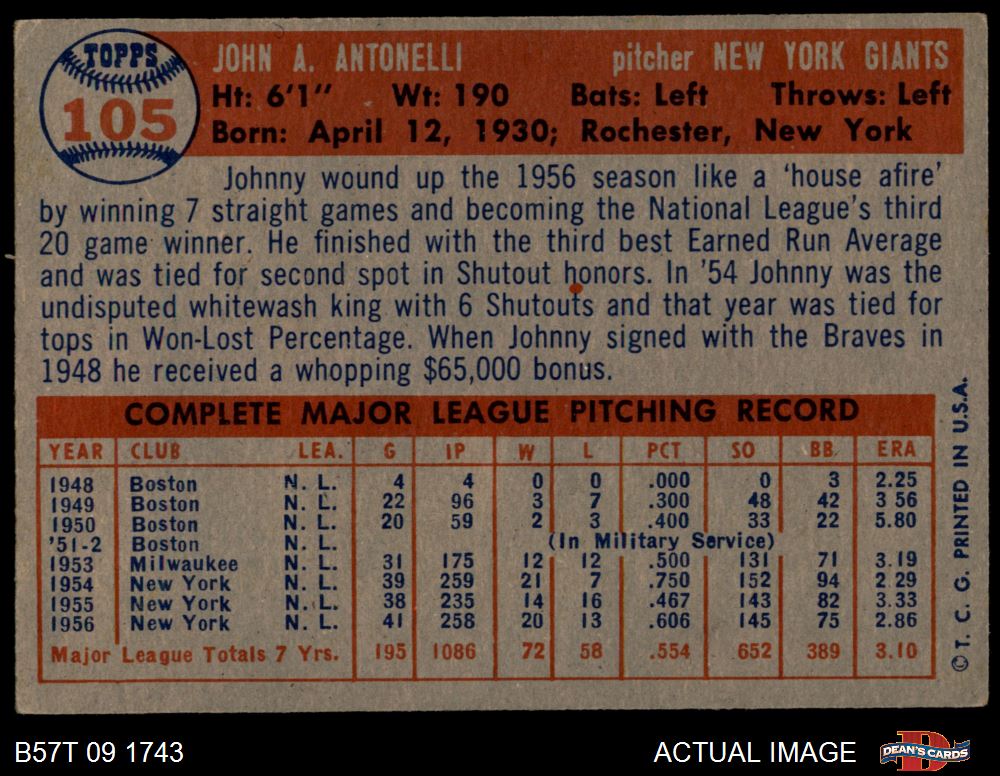 TOPPS
105
JOHN A. ANTONELLI pitcher NEW YORK GIANTS
Ht: 6'1" Wt: 190 Bats: Left Throws: Left
Born: April 12, 1930; Rochester, New York
Johnny wound up the 1956 season like a 'house afire'
by winning 7 straight games and becoming the National League's third
20 game winner. He finished with the third best Earned Run Average
and was tied for second spot in Shutout honors. In '54 Johnny was the
undisputed whitewash king with 6 Shutouts and that year was tied for
tops in Won-Lost Percentage. When Johnny signed with the Braves in
1948 he received a whopping $65,000 bonus.
COMPLETE MAJOR LEAGUE PITCHING RECORD
YEAR CLUB LEA. G IP W L PCT SO BB ERA
1948 Boston N. L. 4 4 0 0 .000 0 3 2.25
1949 Boston N. L. 22 96 3 7 .300 48 42 3 56
1950 Boston N. L. 20 59 2 3 .400 33 22 5.80
'51-2 Boston N. L. (In Military Service)
1953 Milwaukee N. L. 31 175 12 12 .500 131 71 3.19
1954 New York N. L. 39 259 21 7 .750 152 94 2.29
1955 New York N. L. 38 235 14 16 .467 143 82 3.33
1956 New York N. L. 41 258 20 13 .606 145 75 2.86
Major League Totals 7 Yrs. 195 1086 72 58 .554 652 389 3.10
© T. C. G. PRINTED IN U.S.A.
B57T 09 1743 ACTUAL IMAGE
D
DEAN'S CARDS